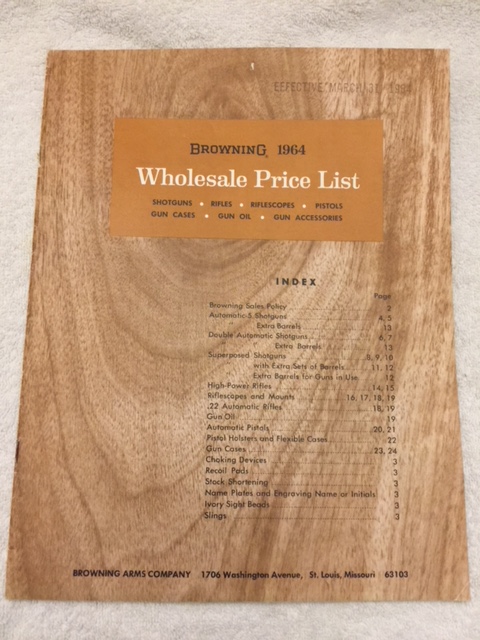 EFFECTIVE MARCH
BROWNING 1964
Wholesale Price List
SHOTGUNS • RIFLES • RIFLESCOPES • PISTOLS
GUN CASES • GUN OIL • GUN ACCESSORIES
INDEX
Page
Browning Sales Policy 2
Automatic-5 Shotguns 4, 5
Extra Barrels 13
Double Automatic Shotguns 6, 7
Extra Barrels 13
Superposed Shotguns 8, 9, 10
with Extra Sets of Barrels 11, 12
Extra Barrels for Guns in Use 12
High-Power Rifles 14, 15
Riflescopes and Mounts 16, 17, 18, 19
.22 Automatic Rifles 18, 19
Gun Oil 19
Automatic Pistols 20, 21
Pistol Holsters and Flexible Cases 22
Gun Cases 23, 24
Choking Devices 3
Recoil Pads 3
Stock Shortening 3
Name Plates and Engraving Name or Initials 3
Ivory Sight Beads 3
Slings 3
BROWNING ARMS COMPANY 1706 Washington Avenue, St. Louis, Missouri 63103